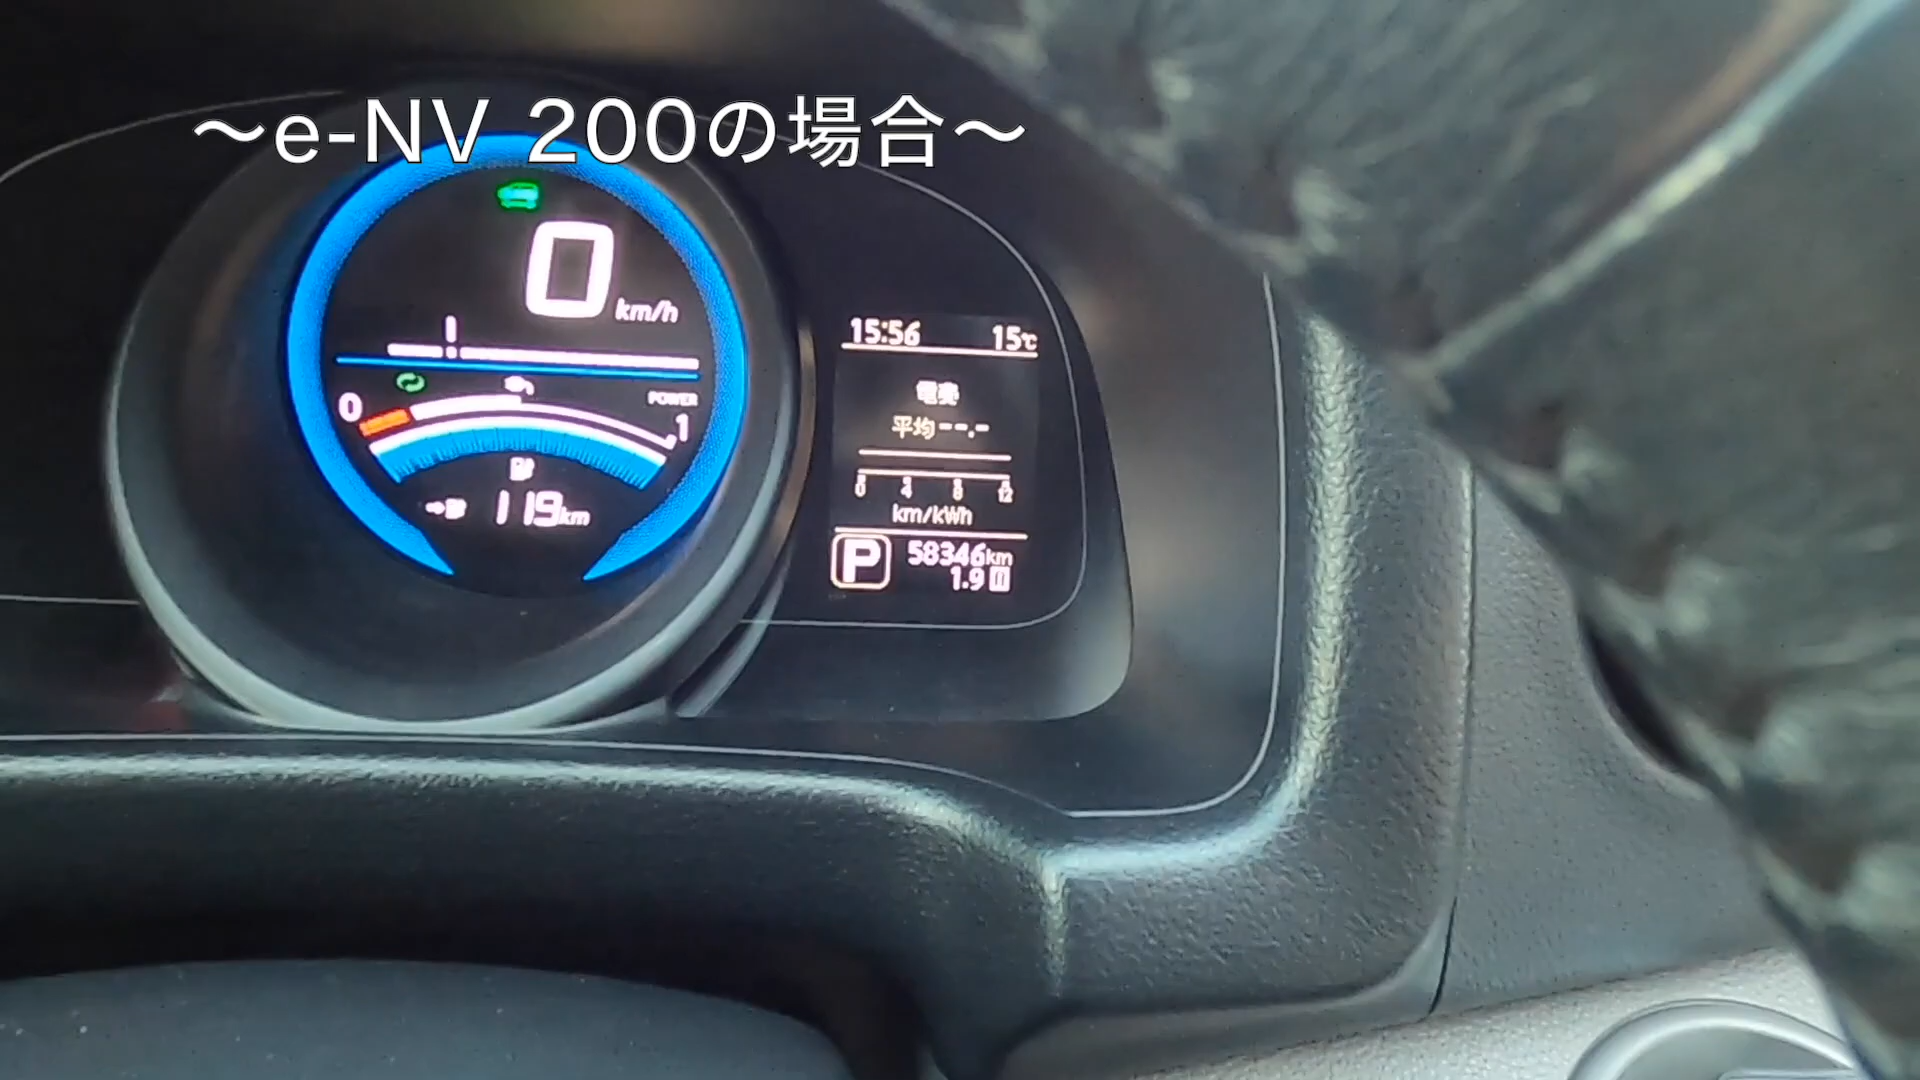 〜e-NV 200の場合〜
0
km/h
15:56 15℃
電費
平均--.-
0 POWER 1
0 4 8 12
km/kWh
119km
P 58346km
1.9